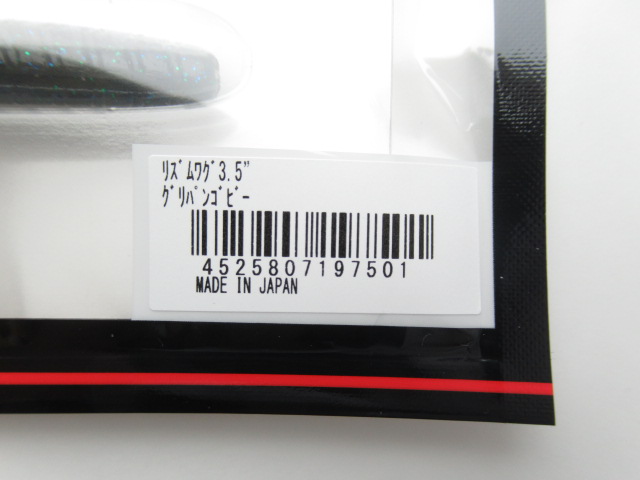 ﾘｽﾞﾑﾜｸﾞ3.5"
ｸﾞﾘﾊﾟﾝｺﾞﾋﾞｰ
4525807197501
MADE IN JAPAN